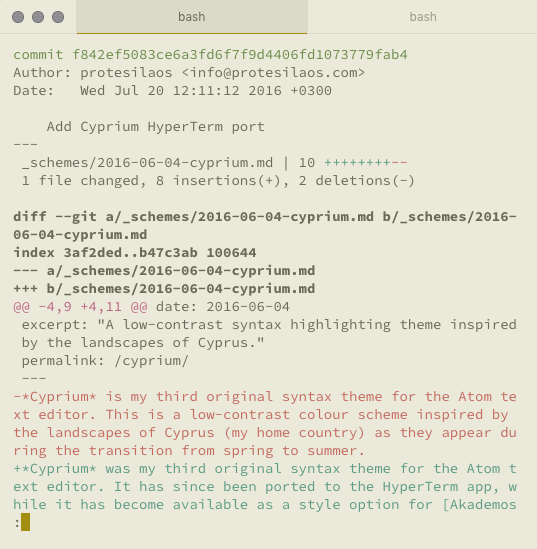 bash bash
commit f842ef5083ce6a3fd6f7f9d4406fd1073779fab4
Author: protesilaos <info@protesilaos.com>
Date:   Wed Jul 20 12:11:12 2016 +0300
    Add Cyprium HyperTerm port
---
 _schemes/2016-06-04-cyprium.md | 10 ++++++++--
 1 file changed, 8 insertions(+), 2 deletions(-)
diff --git a/_schemes/2016-06-04-cyprium.md b/_schemes/2016-
06-04-cyprium.md
index 3af2ded..b47c3ab 100644
--- a/_schemes/2016-06-04-cyprium.md
+++ b/_schemes/2016-06-04-cyprium.md
@@ -4,9 +4,11 @@ date: 2016-06-04
 excerpt: "A low-contrast syntax highlighting theme inspired
 by the landscapes of Cyprus."
 permalink: /cyprium/
 ---
-*Cyprium* is my third original syntax theme for the Atom te
xt editor. This is a low-contrast colour scheme inspired by
the landscapes of Cyprus (my home country) as they appear du
ring the transition from spring to summer.
+*Cyprium* was my third original syntax theme for the Atom t
ext editor. It has since been ported to the HyperTerm app, w
hile it has become available as a style option for [Akademos
: